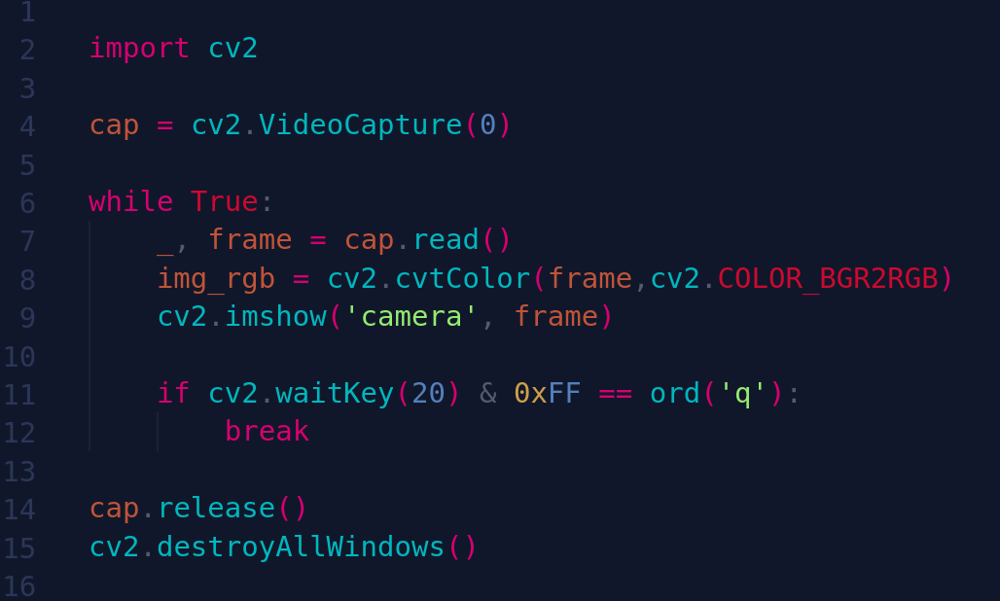 1
2 import cv2
3
4 cap = cv2.VideoCapture(0)
5
6 while True:
7     _, frame = cap.read()
8     img_rgb = cv2.cvtColor(frame,cv2.COLOR_BGR2RGB)
9     cv2.imshow('camera', frame)
10
11     if cv2.waitKey(20) & 0xFF == ord('q'):
12         break
13
14 cap.release()
15 cv2.destroyAllWindows()
16